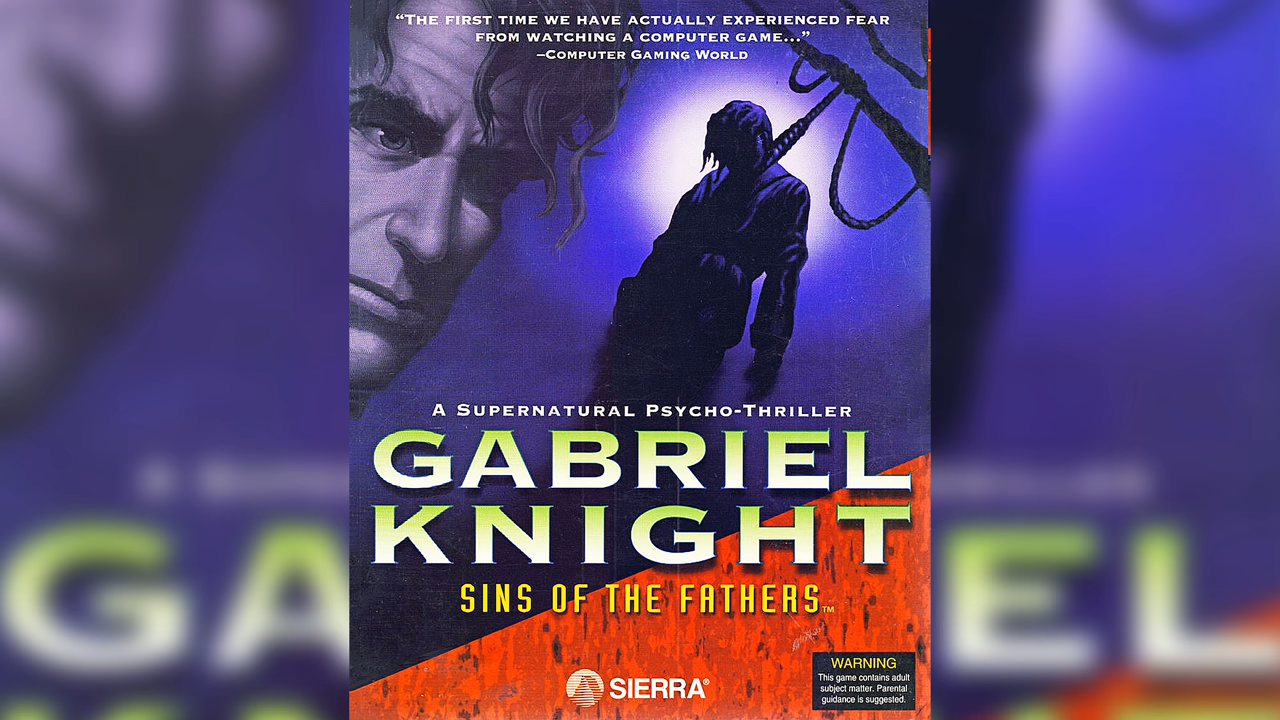 “The first time we have actually experienced fear
from watching a computer game...”
–Computer Gaming World
A Supernatural Psycho-Thriller
GABRIEL
KNIGHT
SINS OF THE FATHERS™
SIERRA®
WARNING
This game contains adult
subject matter. Parental
guidance is suggested.